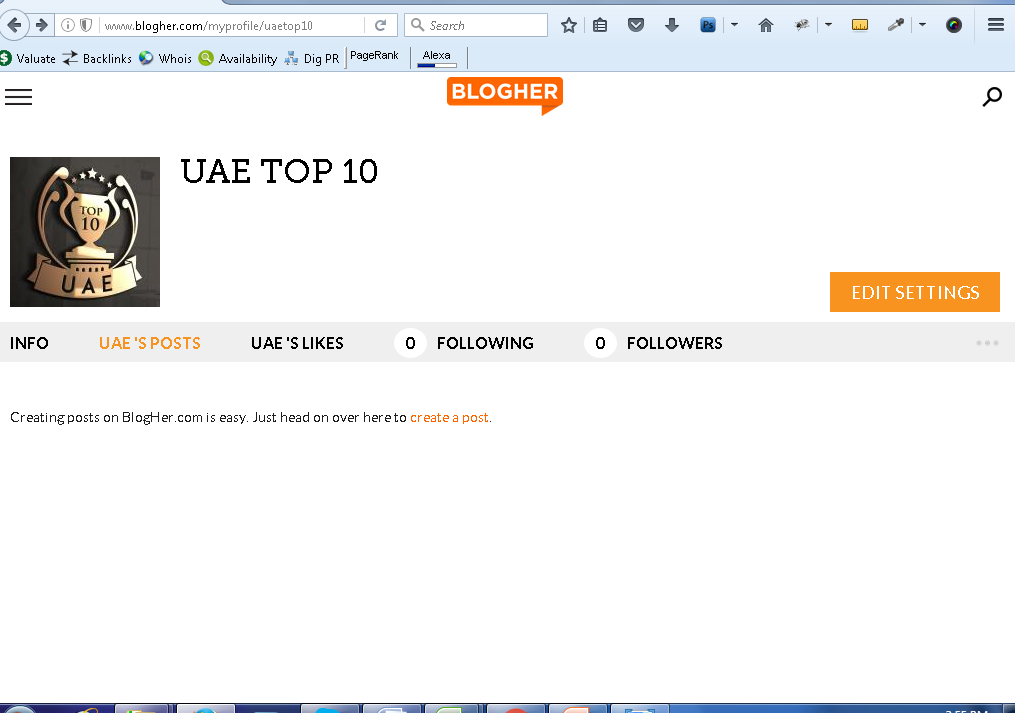 www.blogher.com/myprofile/uaetop10
Search
Ps
$ Valuate Backlinks Whois Availability Dig PR PageRank Alexa
BLOGHER
UAE TOP 10
TOP
10
UAE
EDIT SETTINGS
INFO UAE 'S POSTS UAE 'S LIKES 0 FOLLOWING 0 FOLLOWERS
Creating posts on BlogHer.com is easy. Just head on over here to create a post.